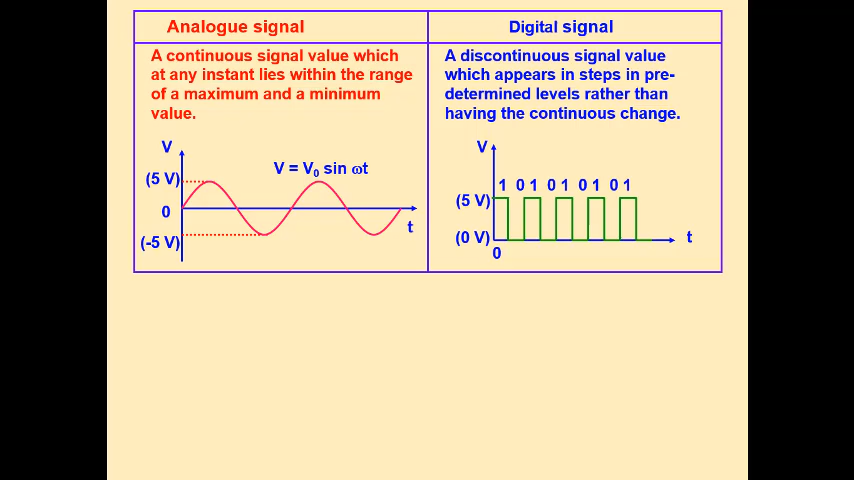 Analogue signal
A continuous signal value which
at any instant lies within the range
of a maximum and a minimum
value.
V
(5 V)
V = V₀ sin ωt
0
t
(-5 V)
Digital signal
A discontinuous signal value
which appears in steps in pre-
determined levels rather than
having the continuous change.
V
1 0 1 0 1 0 1 0 1
(5 V)
(0 V)
t
0